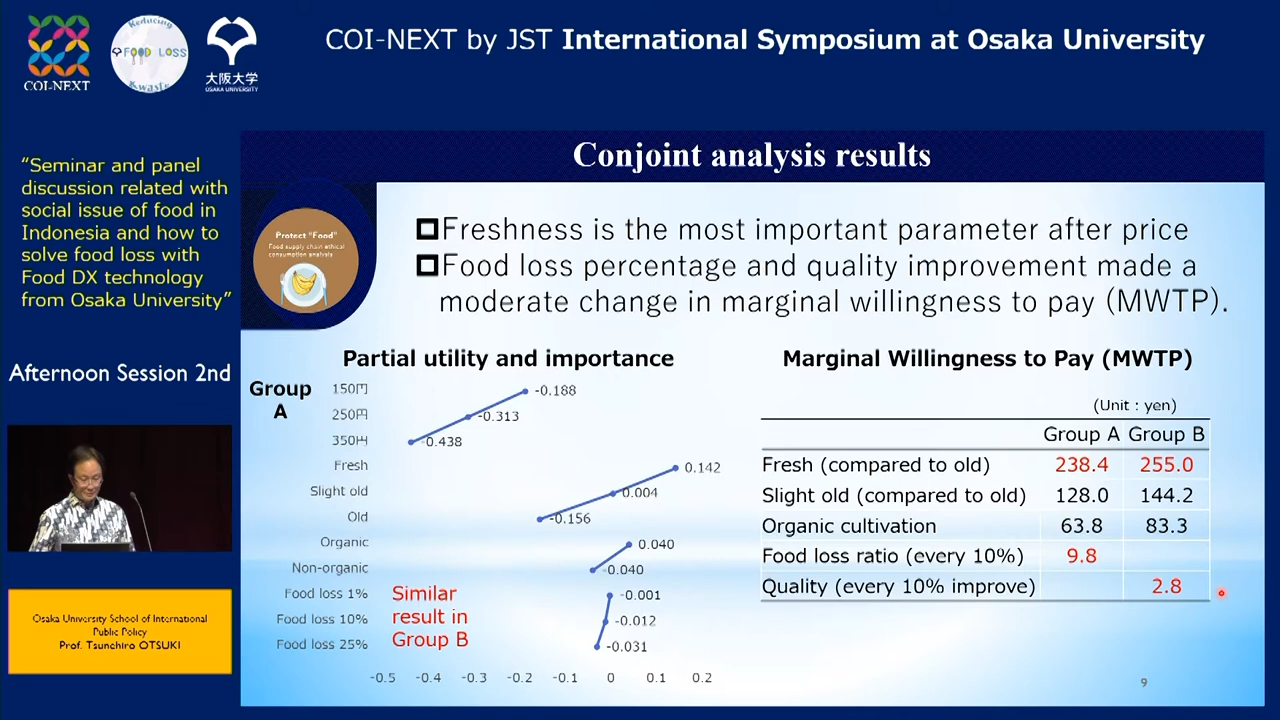 COI-NEXT
Reducing
FOOD LOSS
&Waste
大阪大学
OSAKA UNIVERSITY
COI-NEXT by JST International Symposium at Osaka University
“Seminar and panel
discussion related with
social issue of food in
Indonesia and how to
solve food loss with
Food DX technology
from Osaka University”
Afternoon Session 2nd
Osaka University School of International
Public Policy
Prof. Tsunehiro OTSUKI
Conjoint analysis results
Protect "Food"
Food supply chain ethical
consumption analysis
Freshness is the most important parameter after price
Food loss percentage and quality improvement made a
moderate change in marginal willingness to pay (MWTP).
Partial utility and importance
Group
A
150円 -0.188
250円 -0.313
350円 -0.438
Fresh 0.142
Slight old 0.004
Old -0.156
Organic 0.040
Non-organic -0.040
Food loss 1% -0.001
Food loss 10% -0.012
Food loss 25% -0.031
Similar
result in
Group B
-0.5 -0.4 -0.3 -0.2 -0.1 0 0.1 0.2
Marginal Willingness to Pay (MWTP)
(Unit : yen)
Group A Group B
Fresh (compared to old) 238.4 255.0
Slight old (compared to old) 128.0 144.2
Organic cultivation 63.8 83.3
Food loss ratio (every 10%) 9.8
Quality (every 10% improve) 2.8
9